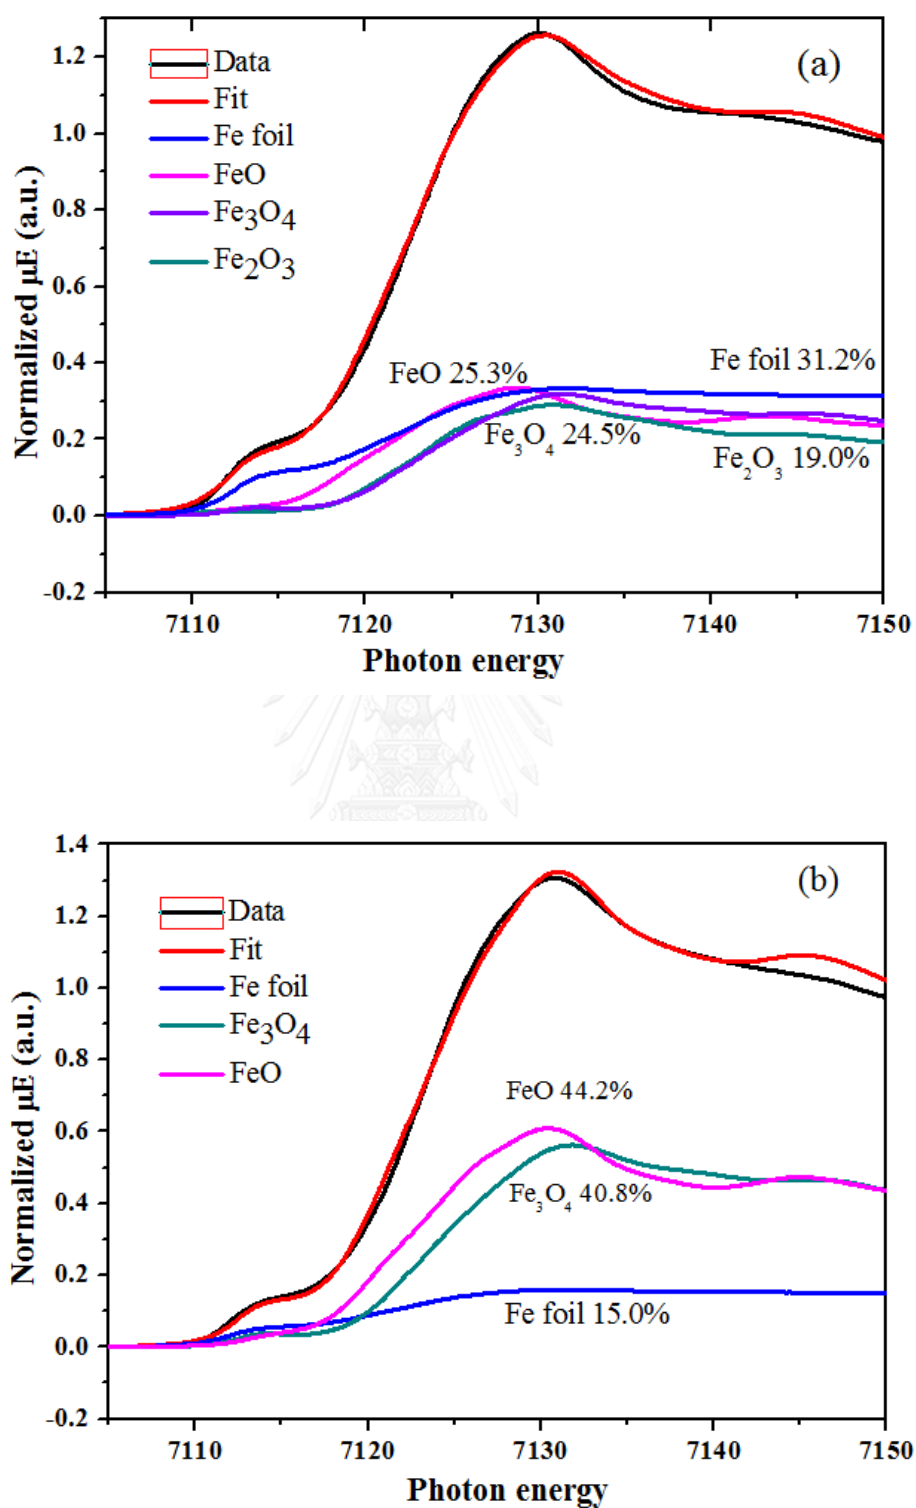 (a)
Data
Fit
Fe foil
FeO
Fe₃O₄
Fe₂O₃
1.2
1.0
0.8
0.6
0.4
0.2
0.0
-0.2
Normalized μE (a.u.)
FeO 25.3%
Fe foil 31.2%
Fe₃O₄ 24.5%
Fe₂O₃ 19.0%
7110 7120 7130 7140 7150
Photon energy
(b)
Data
Fit
Fe foil
Fe₃O₄
FeO
1.4
1.2
1.0
0.8
0.6
0.4
0.2
0.0
-0.2
Normalized μE (a.u.)
FeO 44.2%
Fe₃O₄ 40.8%
Fe foil 15.0%
7110 7120 7130 7140 7150
Photon energy